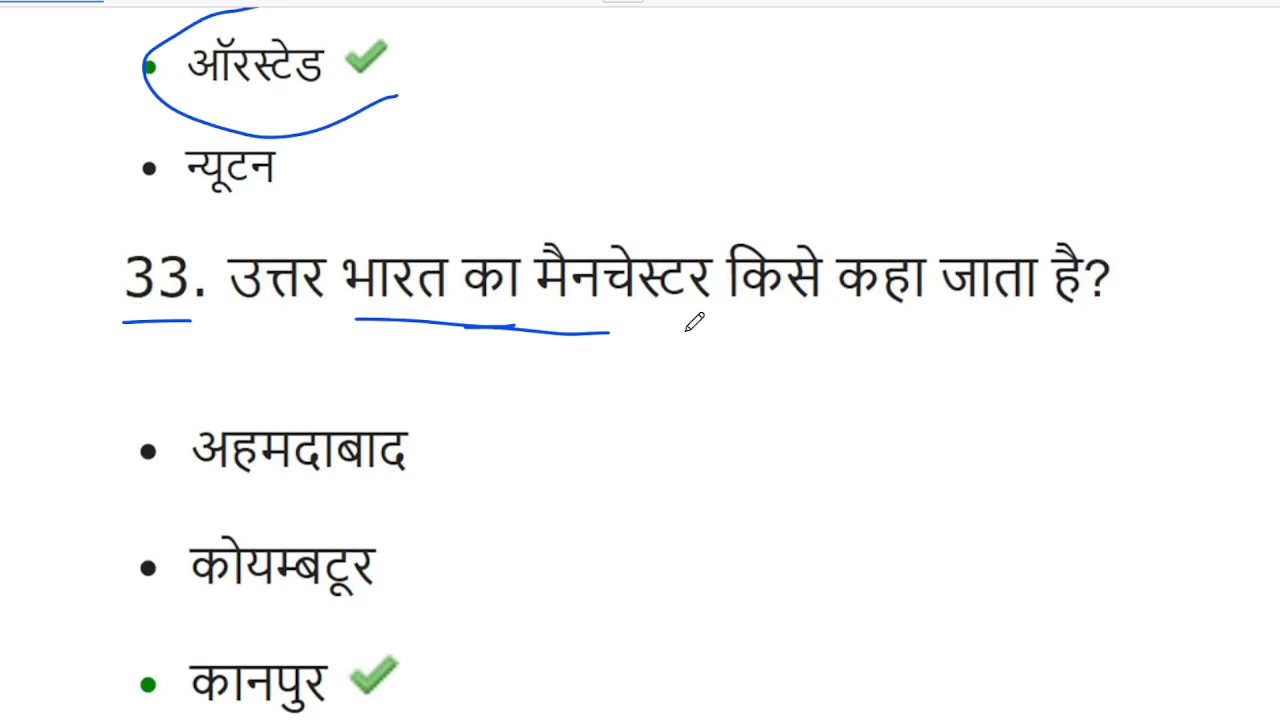 ऑरस्टेड
न्यूटन
33. उत्तर भारत का मैनचेस्टर किसे कहा जाता है?
अहमदाबाद
कोयम्बटूर
कानपुर